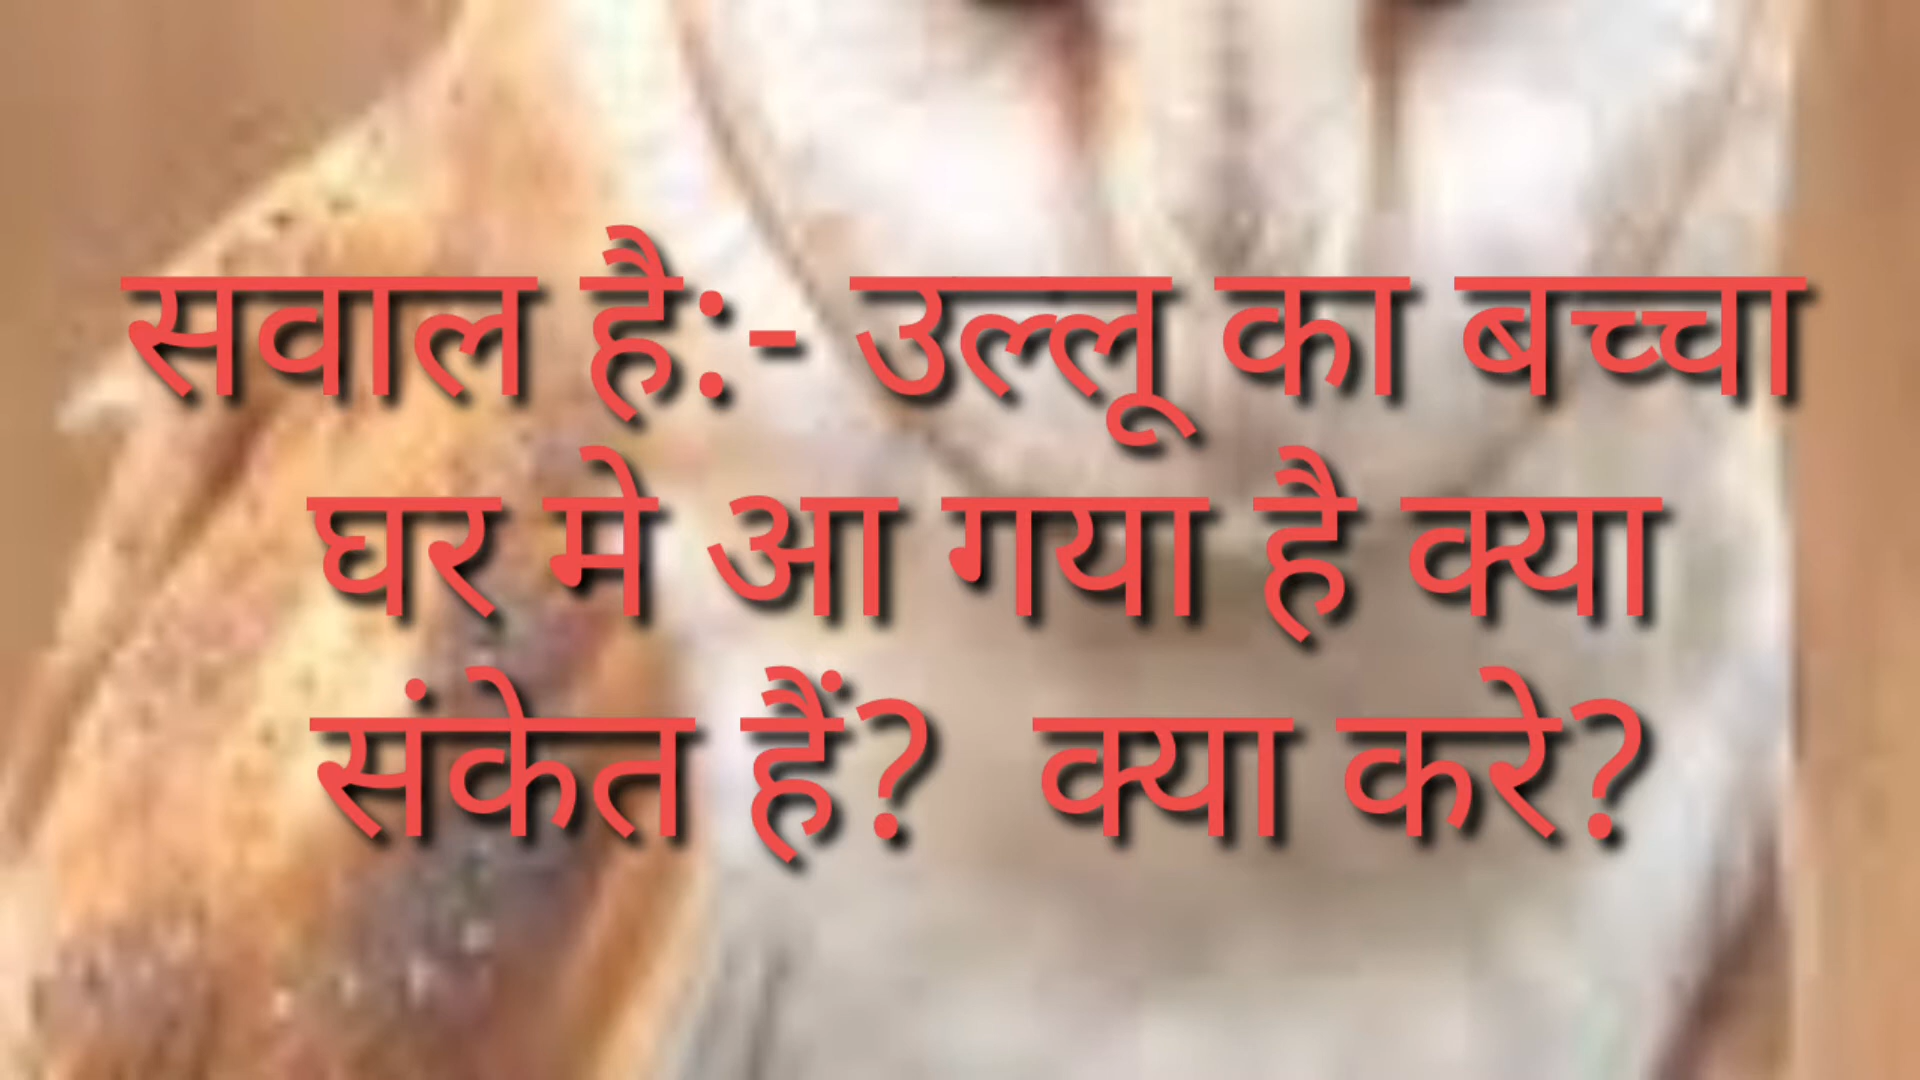 सवाल है:- उल्लू का बच्चा
घर मे आ गया है क्या
संकेत हैं?  क्या करे?